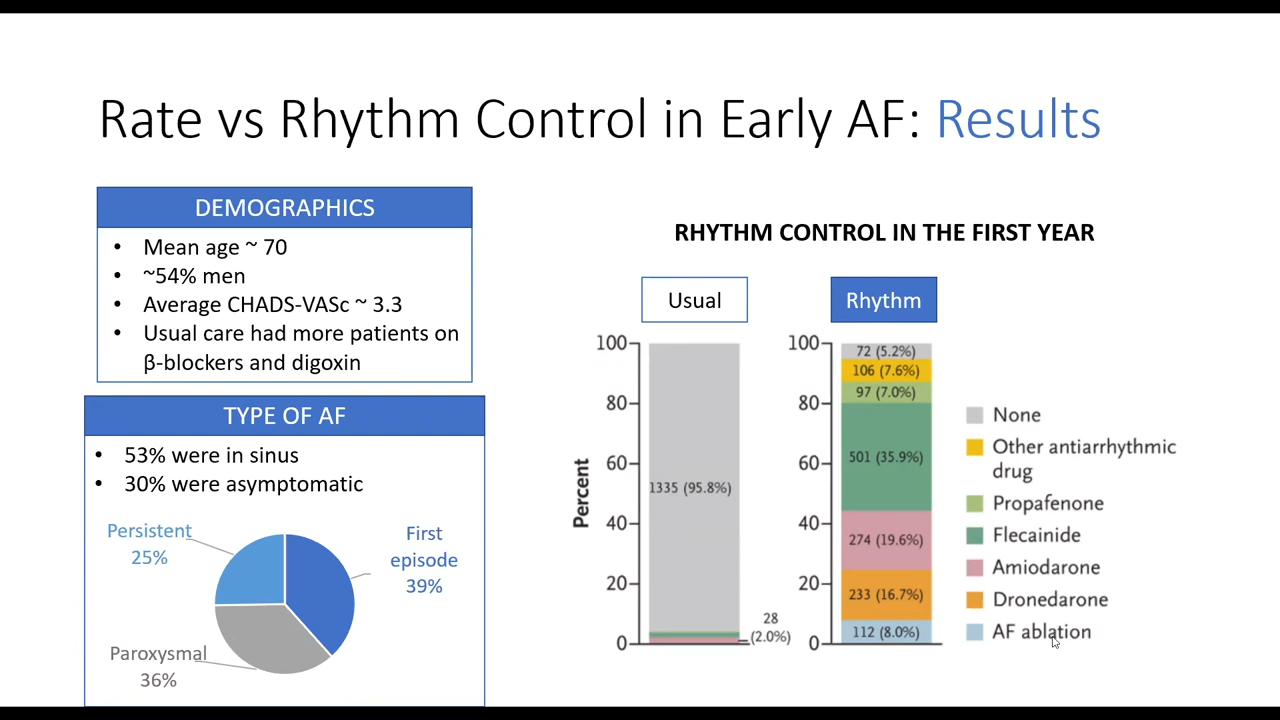 Rate vs Rhythm Control in Early AF: Results
DEMOGRAPHICS
• Mean age ~ 70
• ~54% men
• Average CHADS-VASc ~ 3.3
• Usual care had more patients on
β-blockers and digoxin
TYPE OF AF
• 53% were in sinus
• 30% were asymptomatic
Persistent
25%
First
episode
39%
Paroxysmal
36%
RHYTHM CONTROL IN THE FIRST YEAR
Usual
Rhythm
Percent
100
80
60
40
20
0
1335 (95.8%)
28
(2.0%)
100
80
60
40
20
0
72 (5.2%)
106 (7.6%)
97 (7.0%)
501 (35.9%)
274 (19.6%)
233 (16.7%)
112 (8.0%)
None
Other antiarrhythmic
drug
Propafenone
Flecainide
Amiodarone
Dronedarone
AF ablation